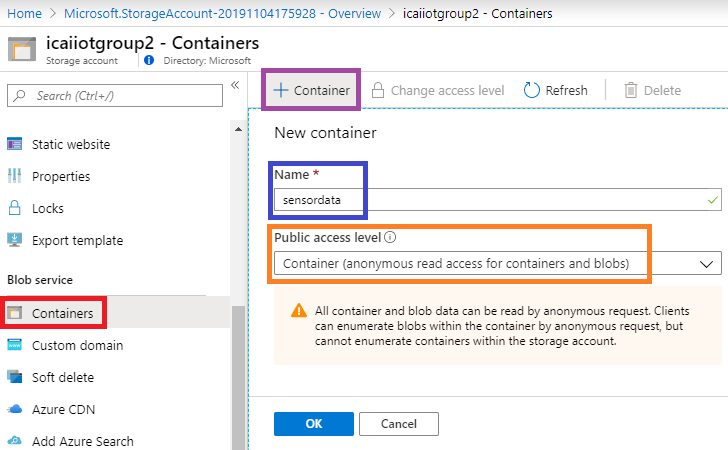 Home > Microsoft.StorageAccount-20191104175928 - Overview > icaiiotgroup2 - Containers
icaiiotgroup2 - Containers
Storage account
Directory: Microsoft
Search (Ctrl+/)
«
Static website
Properties
Locks
Export template
Blob service
Containers
Custom domain
Soft delete
Azure CDN
Add Azure Search
+ Container
Change access level
Refresh
Delete
New container
Name *
sensordata
Public access level
Container (anonymous read access for containers and blobs)
All container and blob data can be read by anonymous request. Clients
can enumerate blobs within the container by anonymous request, but
cannot enumerate containers within the storage account.
OK
Cancel